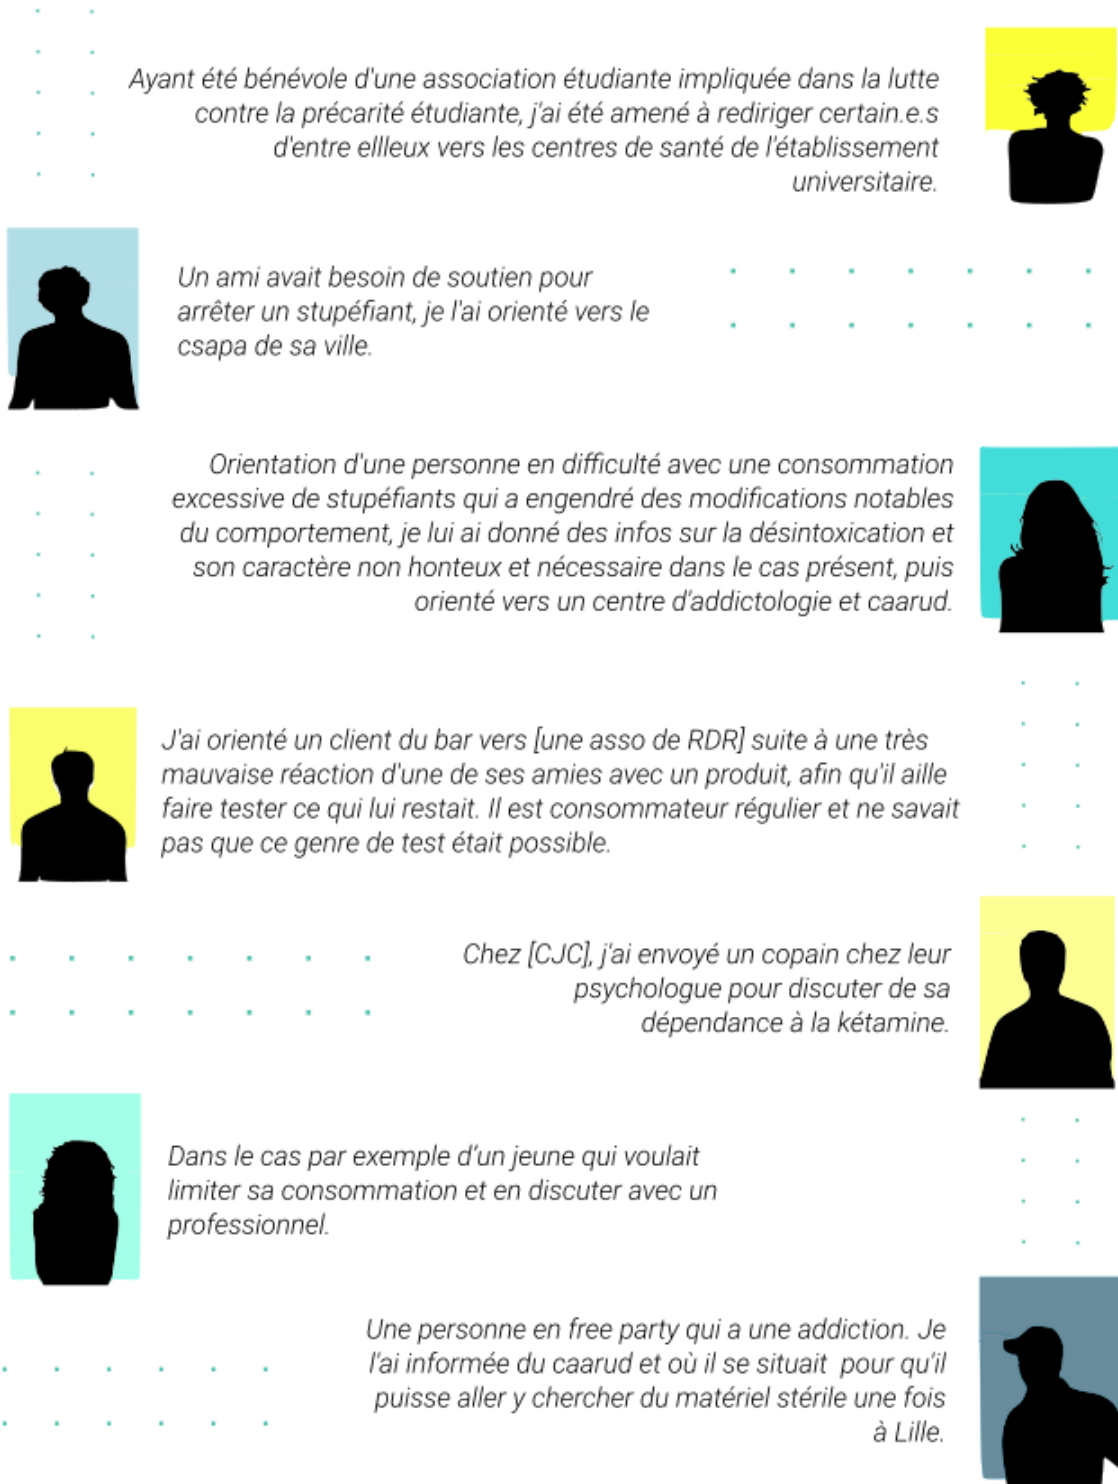 Ayant été bénévole d'une association étudiante impliquée dans la lutte
contre la précarité étudiante, j'ai été amené à rediriger certain.e.s
d'entre ellleux vers les centres de santé de l'établissement
universitaire.
Un ami avait besoin de soutien pour
arrêter un stupéfiant, je l'ai orienté vers le
csapa de sa ville.
Orientation d'une personne en difficulté avec une consommation
excessive de stupéfiants qui a engendré des modifications notables
du comportement, je lui ai donné des infos sur la désintoxication et
son caractère non honteux et nécessaire dans le cas présent, puis
orienté vers un centre d'addictologie et caarud.
J'ai orienté un client du bar vers [une asso de RDR] suite à une très
mauvaise réaction d'une de ses amies avec un produit, afin qu'il aille
faire tester ce qui lui restait. Il est consommateur régulier et ne savait
pas que ce genre de test était possible.
Chez [CJC], j'ai envoyé un copain chez leur
psychologue pour discuter de sa
dépendance à la kétamine.
Dans le cas par exemple d'un jeune qui voulait
limiter sa consommation et en discuter avec un
professionnel.
Une personne en free party qui a une addiction. Je
l'ai informée du caarud et où il se situait pour qu'il
puisse aller y chercher du matériel stérile une fois
à Lille.